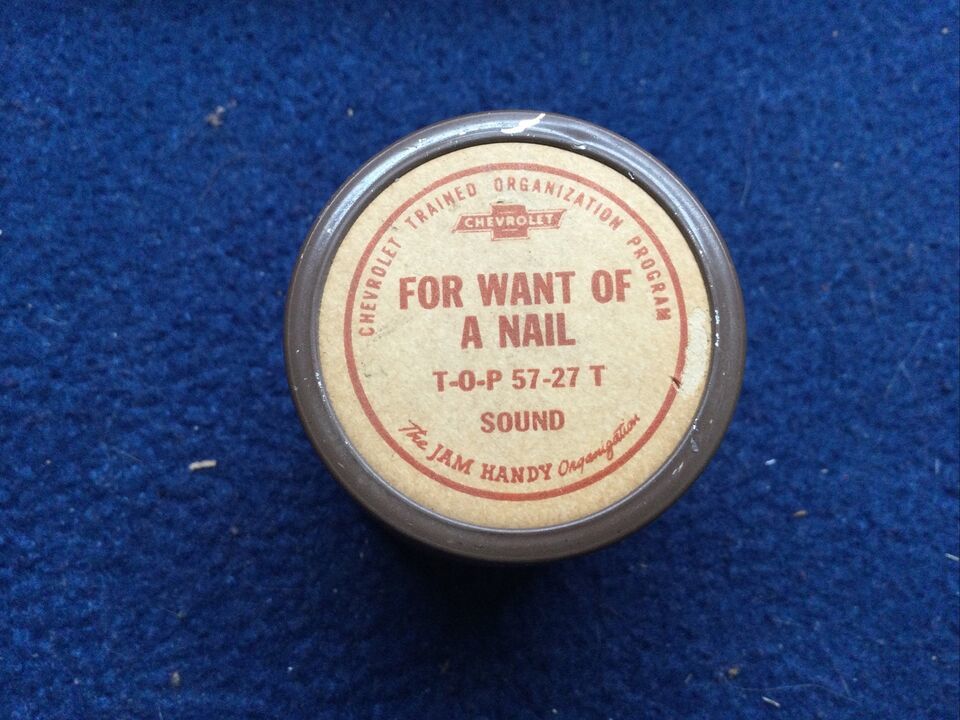 CHEVROLET TRAINED ORGANIZATION PROGRAM
CHEVROLET
FOR WANT OF
A NAIL
T-O-P 57-27 T
SOUND
The JAM HANDY Organization